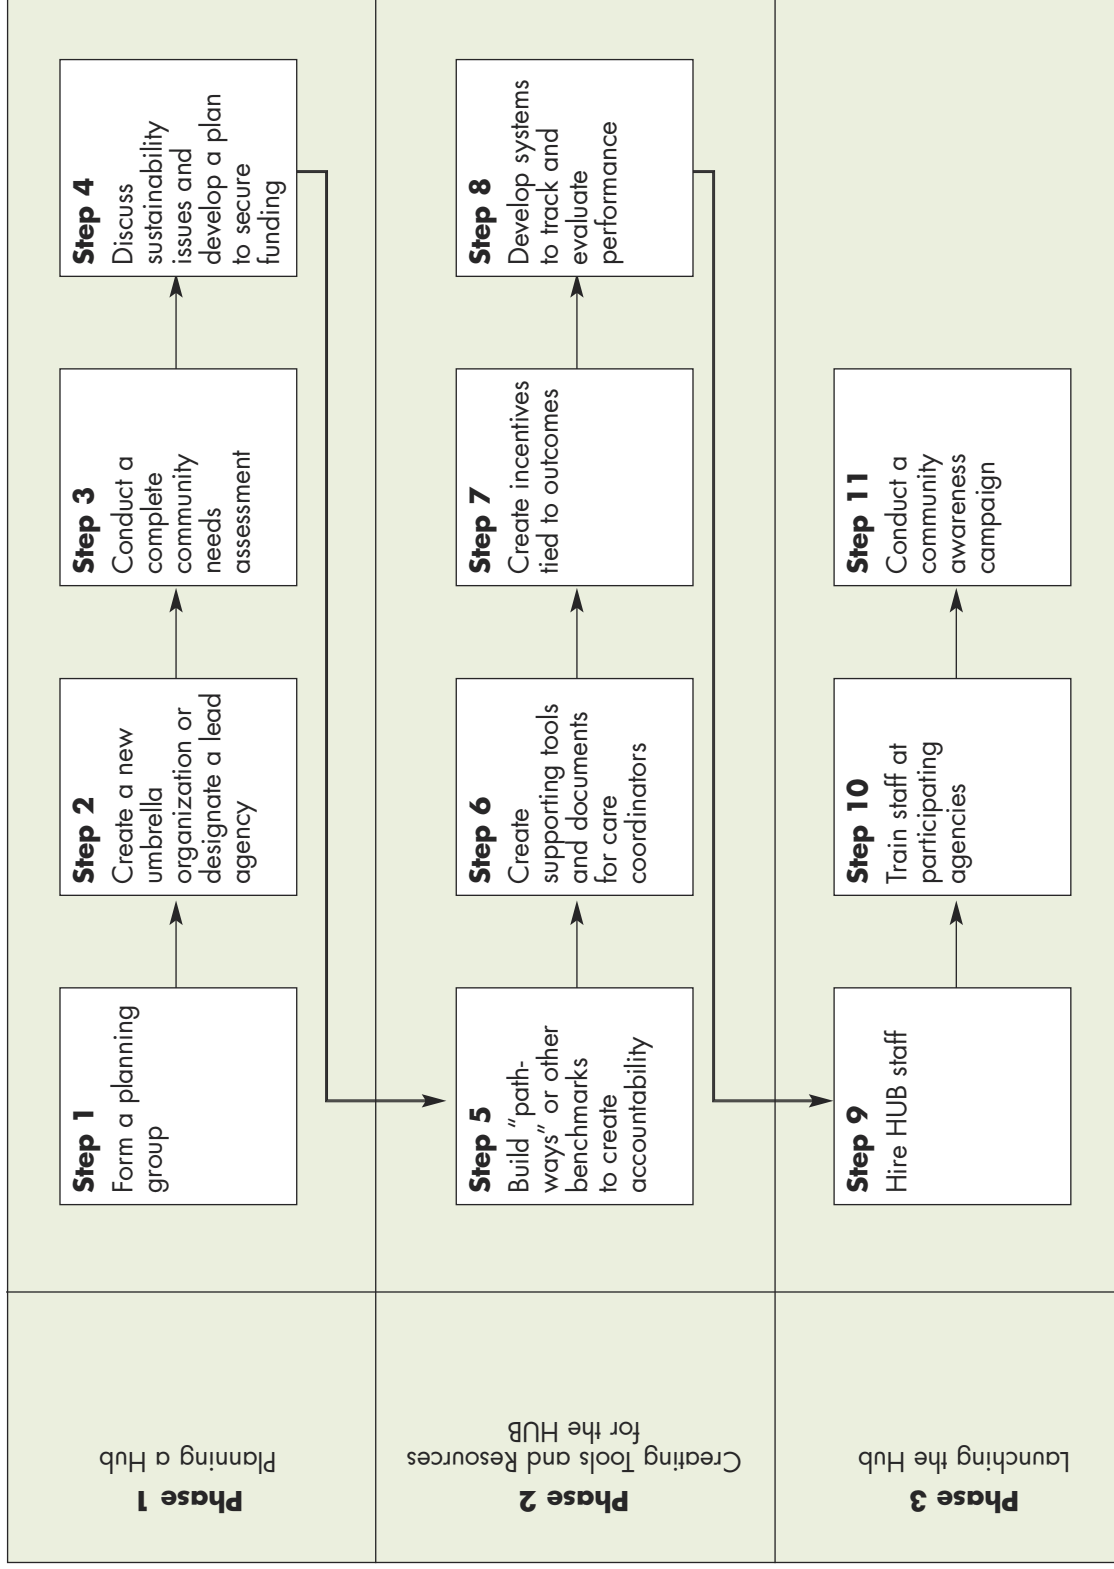 Phase 1
Planning a Hub
Step 1
Form a planning
group
Step 2
Create a new
umbrella
organization or
designate a lead
agency
Step 3
Conduct a
complete
community
needs
assessment
Step 4
Discuss
sustainability
issues and
develop a plan
to secure
funding
Phase 2
Creating Tools and Resources
for the HUB
Step 5
Build “path-
ways” or other
benchmarks
to create
accountability
Step 6
Create
supporting tools
and documents
for care
coordinators
Step 7
Create incentives
tied to outcomes
Step 8
Develop systems
to track and
evaluate
performance
Phase 3
Launching the Hub
Step 9
Hire HUB staff
Step 10
Train staff at
participating
agencies
Step 11
Conduct a
community
awareness
campaign